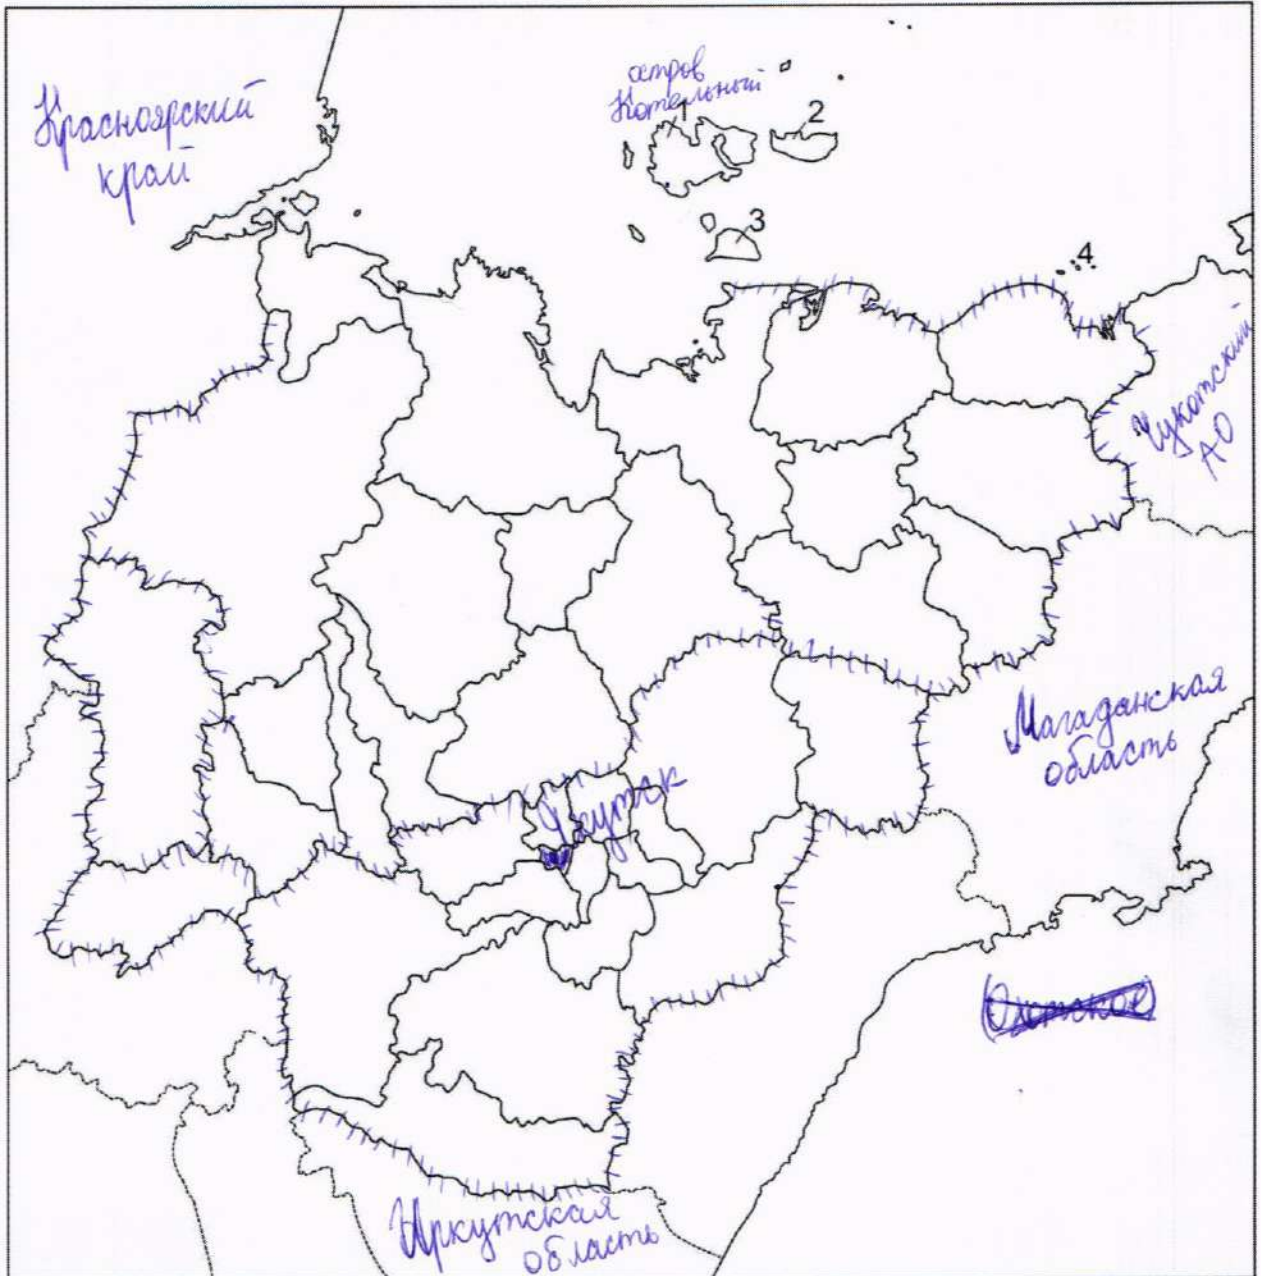 Красноярский
край
остров
Котельный
1
2
3
4
Чукотский
АО
Магаданская
область
Якутск
Охотское
Иркутская
область